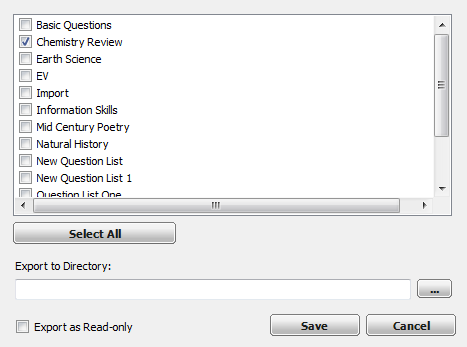 Basic Questions
Chemistry Review
Earth Science
EV
Import
Information Skills
Mid Century Poetry
Natural History
New Question List
New Question List 1
Question List One
Select All
Export to Directory:
...
Export as Read-only
Save
Cancel